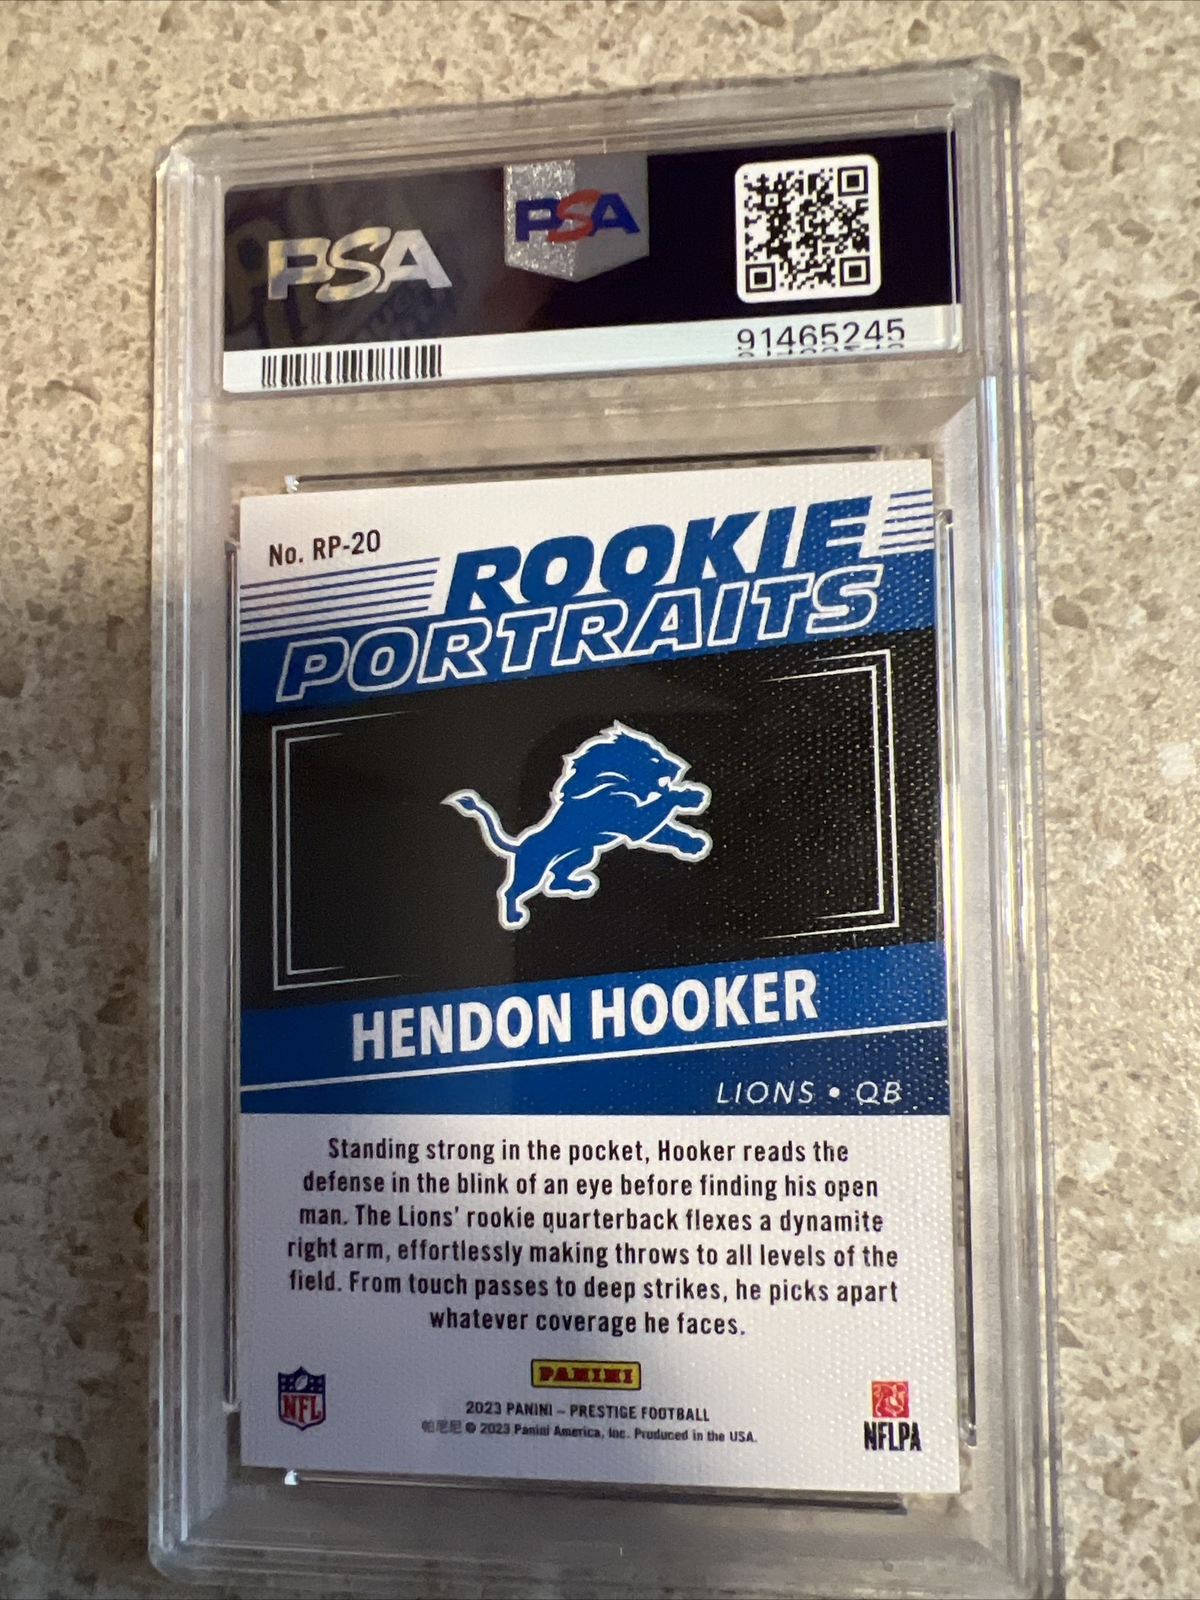 PSA
PSA
91465245
No. RP-20
ROOKIE
PORTRAITS
HENDON HOOKER
LIONS • QB
Standing strong in the pocket, Hooker reads the
defense in the blink of an eye before finding his open
man. The Lions' rookie quarterback flexes a dynamite
right arm, effortlessly making throws to all levels of the
field. From touch passes to deep strikes, he picks apart
whatever coverage he faces.
PANINI
NFL
2023 PANINI – PRESTIGE FOOTBALL
帕尼尼 © 2023 Panini America, Inc. Produced in the USA.
NFLPA